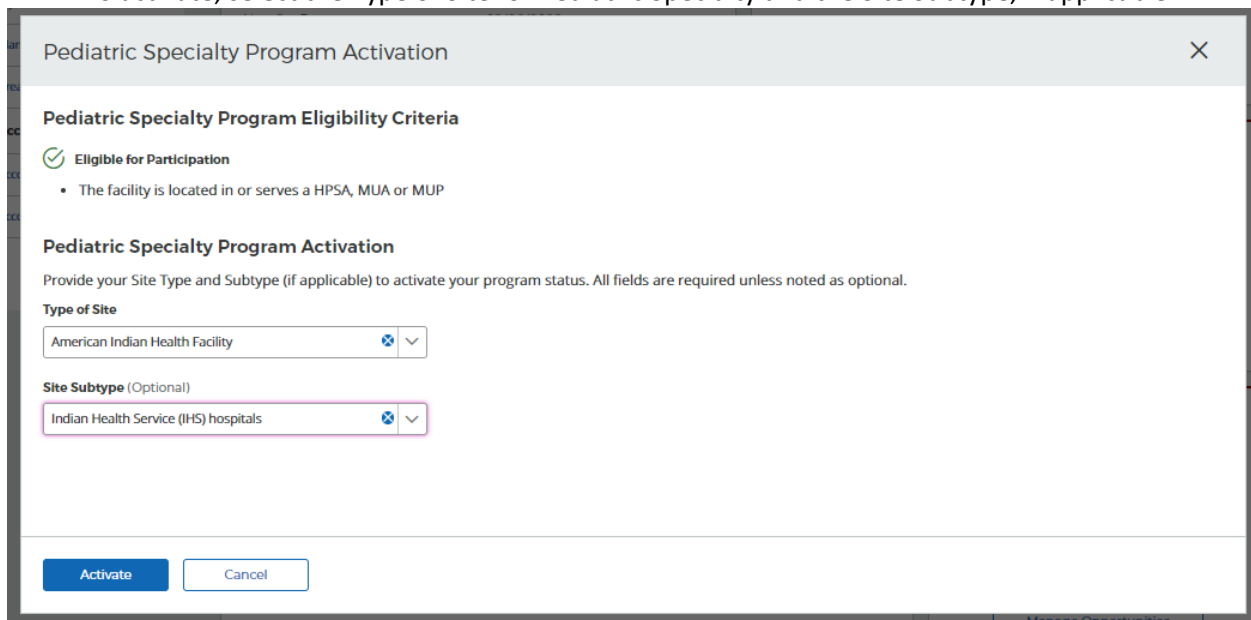 Pediatric Specialty Program Activation
Pediatric Specialty Program Eligibility Criteria
Eligible for Participation
• The facility is located in or serves a HPSA, MUA or MUP
Pediatric Specialty Program Activation
Provide your Site Type and Subtype (if applicable) to activate your program status. All fields are required unless noted as optional.
Type of Site
American Indian Health Facility
Site Subtype (Optional)
Indian Health Service (IHS) hospitals
Activate Cancel